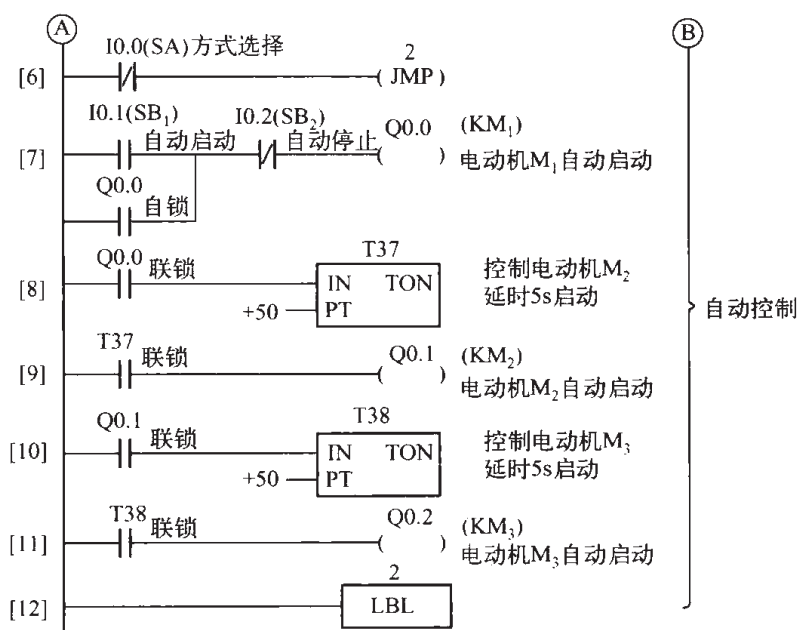 A
B
I0.0(SA)方式选择
2
[6]
( JMP )
I0.1(SB₁)
I0.2(SB₂)
Q0.0
(KM₁)
[7]
自动启动
自动停止
电动机M₁自动启动
Q0.0
自锁
Q0.0
联锁
T37
[8]
IN TON
控制电动机M₂
+50
PT
延时5s启动
自动控制
T37
联锁
Q0.1
(KM₂)
[9]
电动机M₂自动启动
Q0.1
联锁
T38
[10]
IN TON
控制电动机M₃
+50
PT
延时5s启动
T38
联锁
Q0.2
(KM₃)
[11]
电动机M₃自动启动
2
[12]
LBL